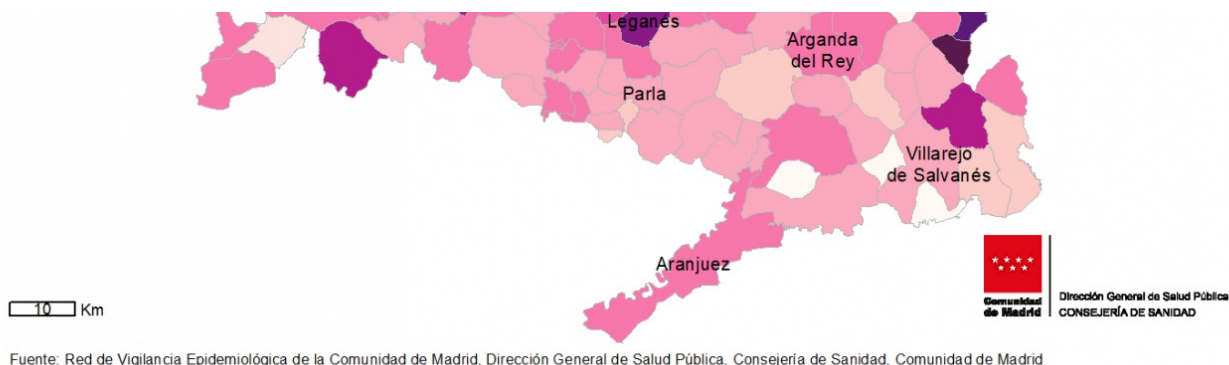 Leganés
Arganda
del Rey
Parla
Villarejo
de Salvanés
Aranjuez
10 Km
Comunidad
de Madrid
Dirección General de Salud Pública
CONSEJERÍA DE SANIDAD
Fuente: Red de Vigilancia Epidemiológica de la Comunidad de Madrid. Dirección General de Salud Pública. Consejería de Sanidad. Comunidad de Madrid